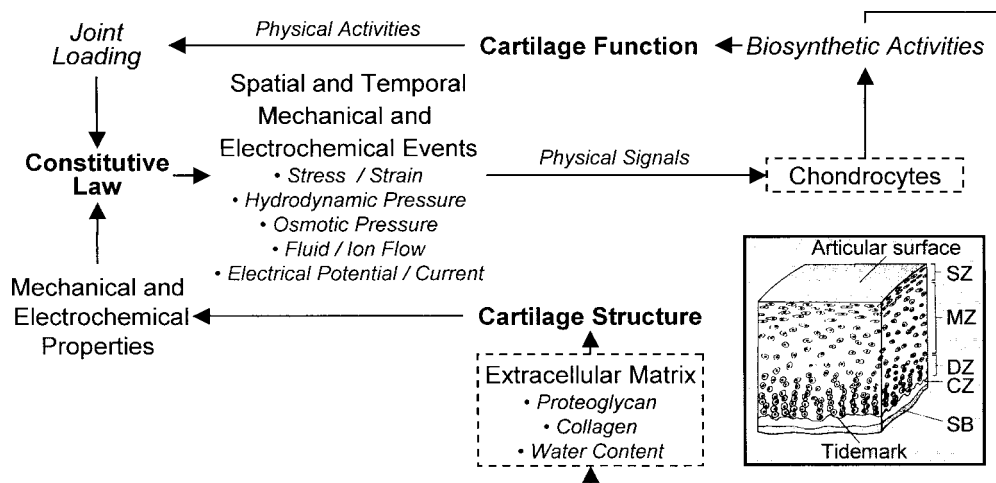 Joint
Loading
Physical Activities
Cartilage Function
Biosynthetic Activities
Spatial and Temporal
Mechanical and
Electrochemical Events
• Stress / Strain
• Hydrodynamic Pressure
• Osmotic Pressure
• Fluid / Ion Flow
• Electrical Potential / Current
Constitutive
Law
Physical Signals
Chondrocytes
Mechanical and
Electrochemical
Properties
Cartilage Structure
Extracellular Matrix
• Proteoglycan
• Collagen
• Water Content
Articular surface
SZ
MZ
DZ
CZ
SB
Tidemark